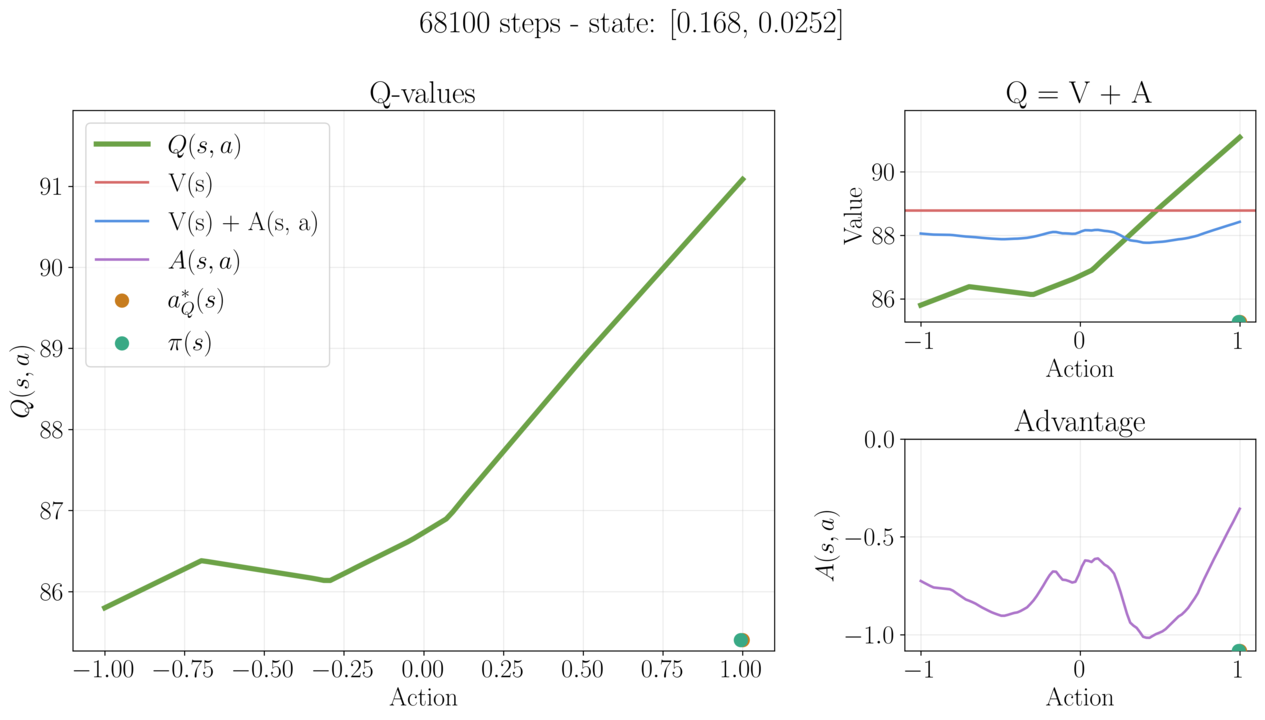 68100 steps - state: [0.168, 0.0252]
Q-values
Q(s, a)
V(s)
V(s) + A(s, a)
A(s, a)
a*Q(s)
π(s)
Q(s, a)
91
90
89
88
87
86
−1.00 −0.75 −0.50 −0.25 0.00 0.25 0.50 0.75 1.00
Action
Q = V + A
Value
90
88
86
−1 0 1
Action
Advantage
A(s, a)
0.0
−0.5
−1.0
−1 0 1
Action